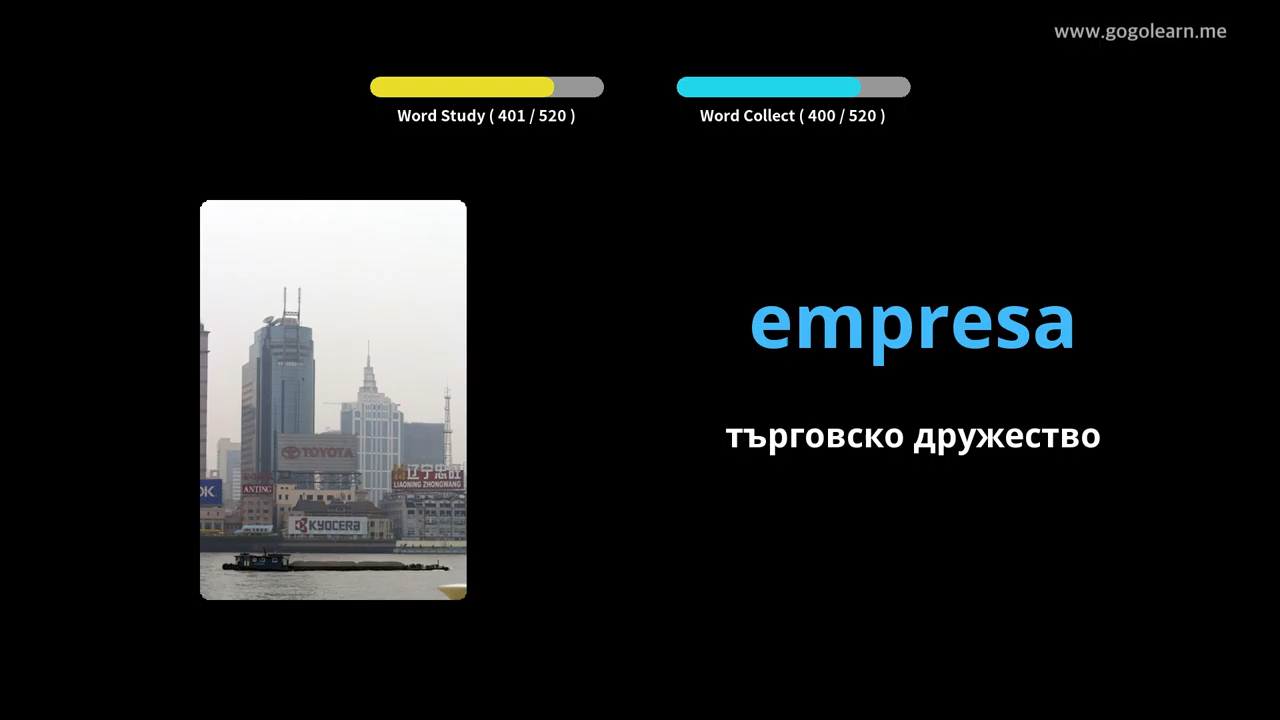 www.gogolearn.me
Word Study ( 401 / 520 )
Word Collect ( 400 / 520 )
empresa
търговско дружество
TOYOTA
OK
ANTING
LIAONING ZHONGWANG
KYOCERA